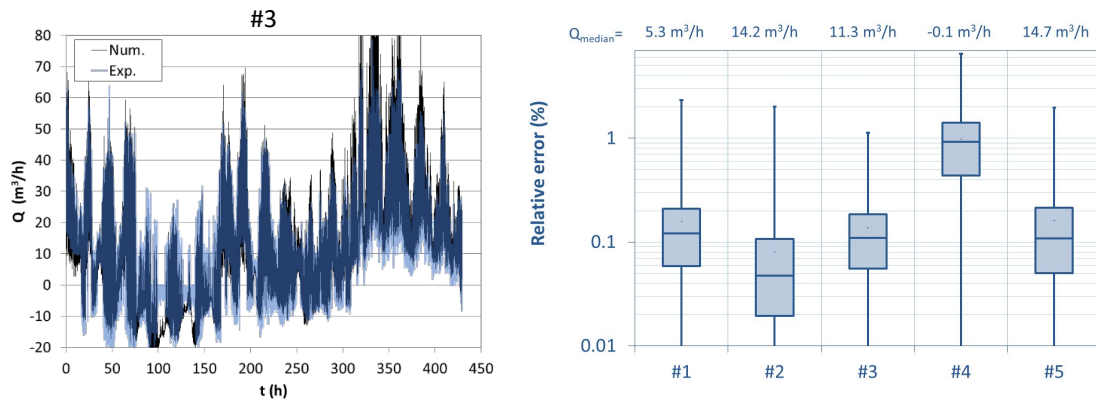 #3
Q (m³/h)
80
70
60
50
40
30
20
10
0
-10
-20
Num.
Exp.
0 50 100 150 200 250 300 350 400 450
t (h)
Qmedian= 5.3 m³/h 14.2 m³/h 11.3 m³/h -0.1 m³/h 14.7 m³/h
Relative error (%)
1
0.1
0.01
#1 #2 #3 #4 #5